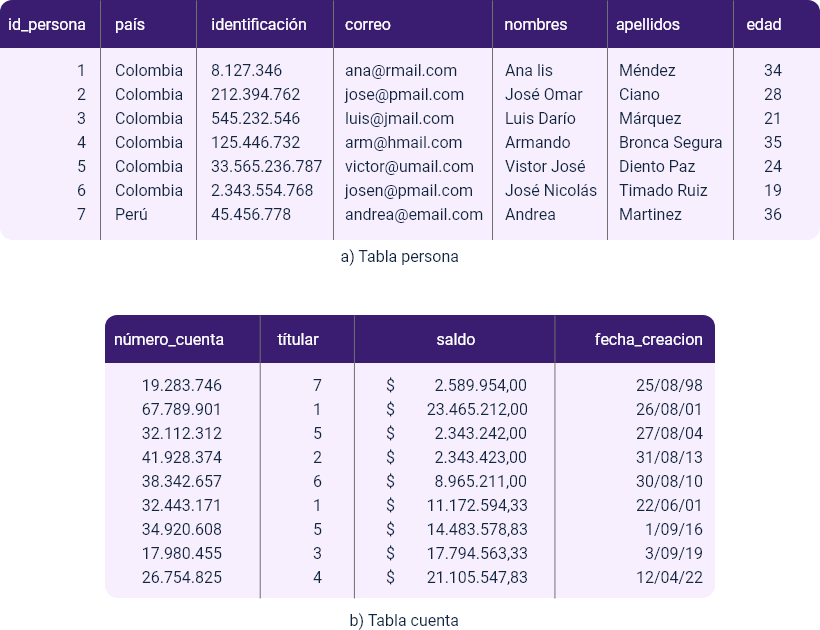 id_persona país identificación correo nombres apellidos edad
1 Colombia 8.127.346 ana@rmail.com Ana lis Méndez 34
2 Colombia 212.394.762 jose@pmail.com José Omar Ciano 28
3 Colombia 545.232.546 luis@jmail.com Luis Darío Márquez 21
4 Colombia 125.446.732 arm@hmail.com Armando Bronca Segura 35
5 Colombia 33.565.236.787 victor@umail.com Vistor José Diento Paz 24
6 Colombia 2.343.554.768 josen@pmail.com José Nicolás Timado Ruiz 19
7 Perú 45.456.778 andrea@email.com Andrea Martinez 36
a) Tabla persona
número_cuenta títular saldo fecha_creacion
19.283.746 7 $ 2.589.954,00 25/08/98
67.789.901 1 $ 23.465.212,00 26/08/01
32.112.312 5 $ 2.343.242,00 27/08/04
41.928.374 2 $ 2.343.423,00 31/08/13
38.342.657 6 $ 8.965.211,00 30/08/10
32.443.171 1 $ 11.172.594,33 22/06/01
34.920.608 5 $ 14.483.578,83 1/09/16
17.980.455 3 $ 17.794.563,33 3/09/19
26.754.825 4 $ 21.105.547,83 12/04/22
b) Tabla cuenta